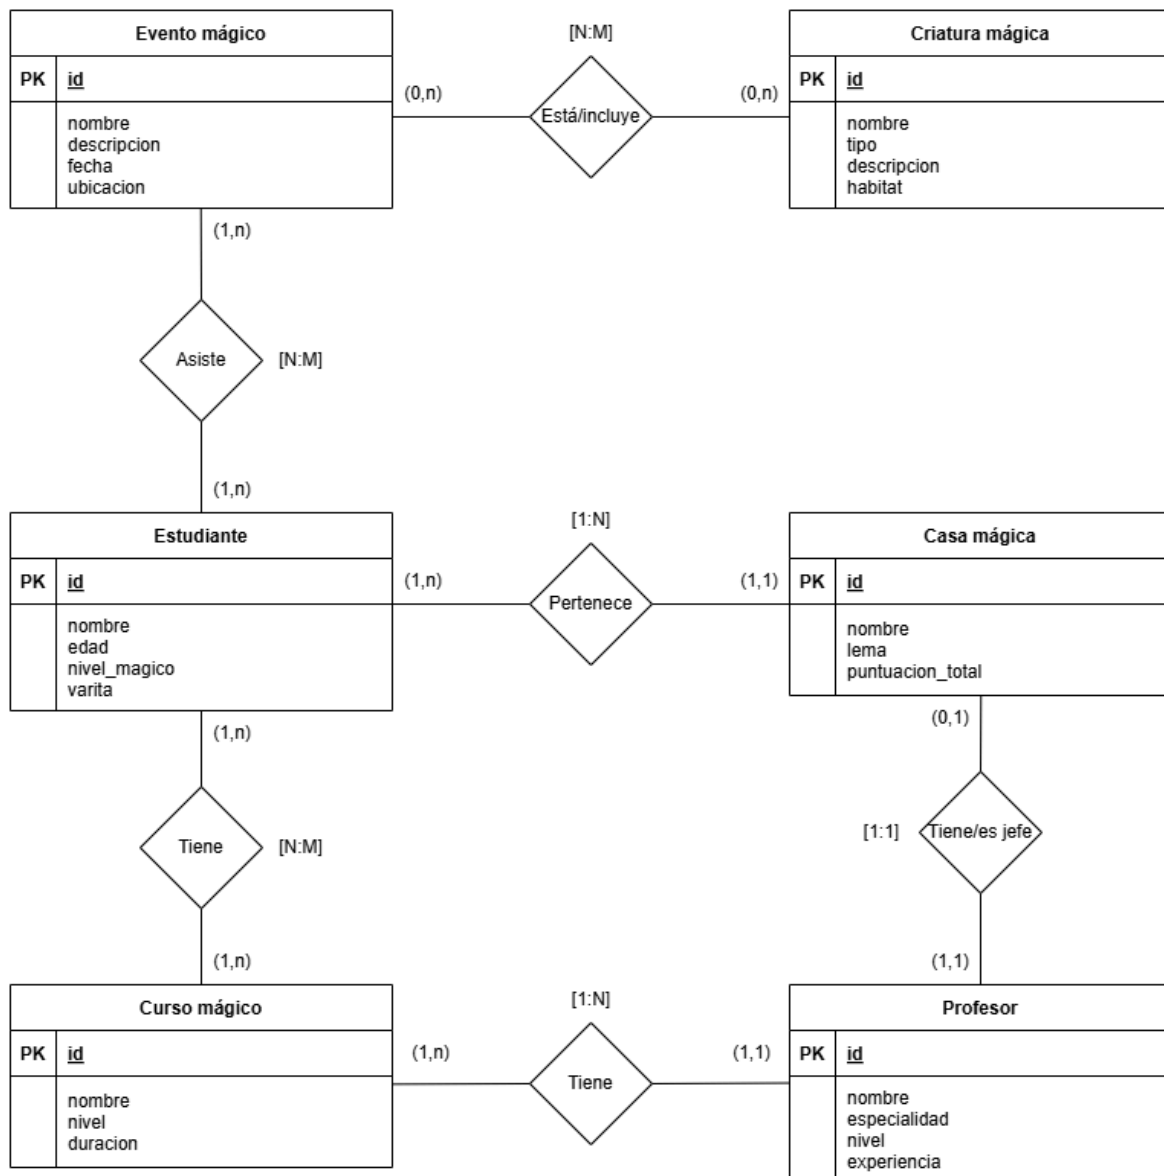 Evento mágico
PK id
nombre
descripcion
fecha
ubicacion
[N:M]
(0,n)
Está/incluye
(0,n)
Criatura mágica
PK id
nombre
tipo
descripcion
habitat
(1,n)
Asiste
[N:M]
(1,n)
Estudiante
PK id
nombre
edad
nivel_magico
varita
[1:N]
(1,n)
Pertenece
(1,1)
Casa mágica
PK id
nombre
lema
puntuacion_total
(1,n)
Tiene
[N:M]
(1,n)
(0,1)
[1:1]
Tiene/es jefe
(1,1)
Curso mágico
PK id
nombre
nivel
duracion
[1:N]
(1,n)
Tiene
(1,1)
Profesor
PK id
nombre
especialidad
nivel
experiencia